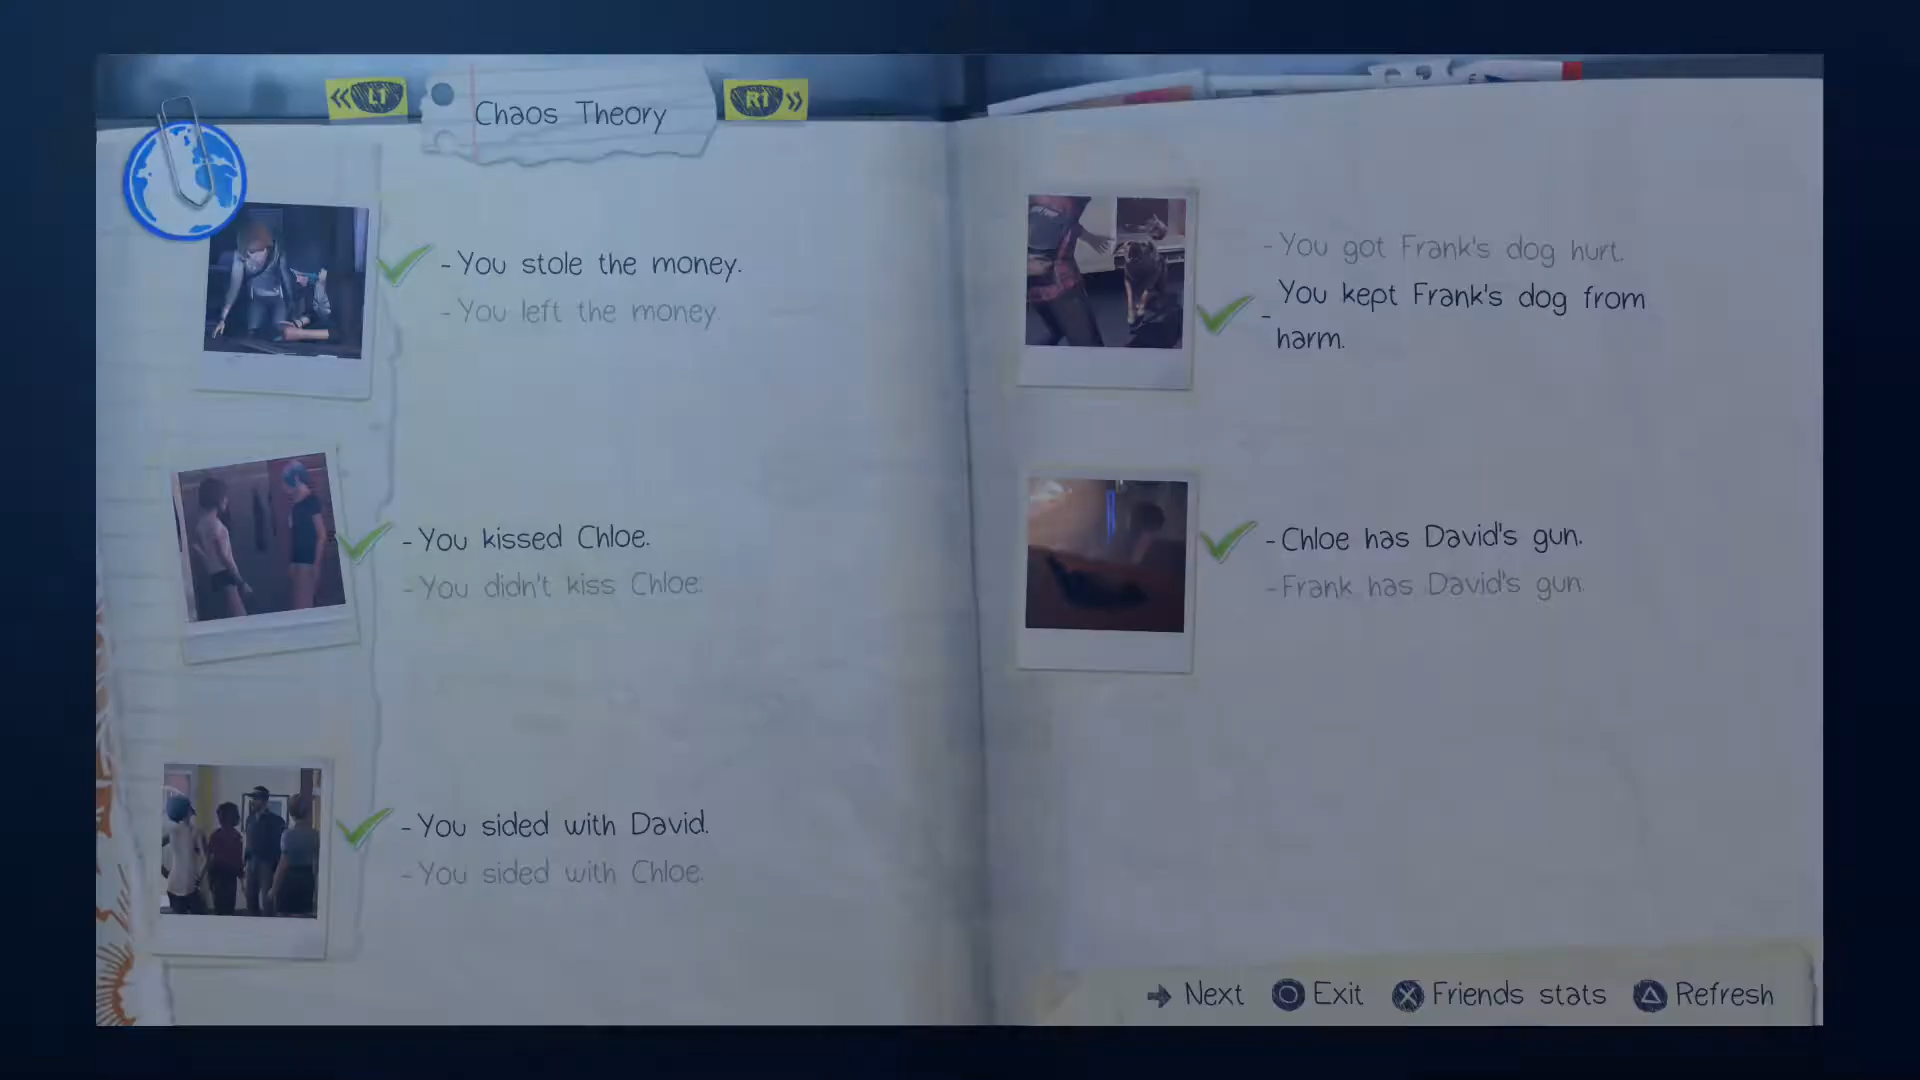 L1
Chaos Theory
R1
-You stole the money.
-You left the money.
-You kissed Chloe.
-You didn't kiss Chloe.
-You sided with David.
-You sided with Chloe.
-You got Frank's dog hurt.
-You kept Frank's dog from
harm.
-Chloe has David's gun.
-Frank has David's gun.
Next Exit Friends stats Refresh